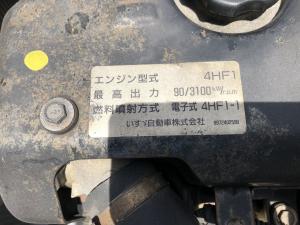 エンジン型式 4HF1
最高出力 90/3100 kW/r.p.m
燃料噴射方式 電子式 4HF1-1
いすゞ自動車株式会社